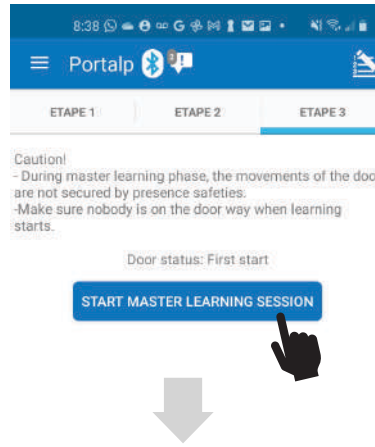 8:38
Portalp
ETAPE 1 ETAPE 2 ETAPE 3
Caution!
- During master learning phase, the movements of the doo
are not secured by presence safeties.
-Make sure nobody is on the door way when learning
starts.
Door status: First start
START MASTER LEARNING SESSION